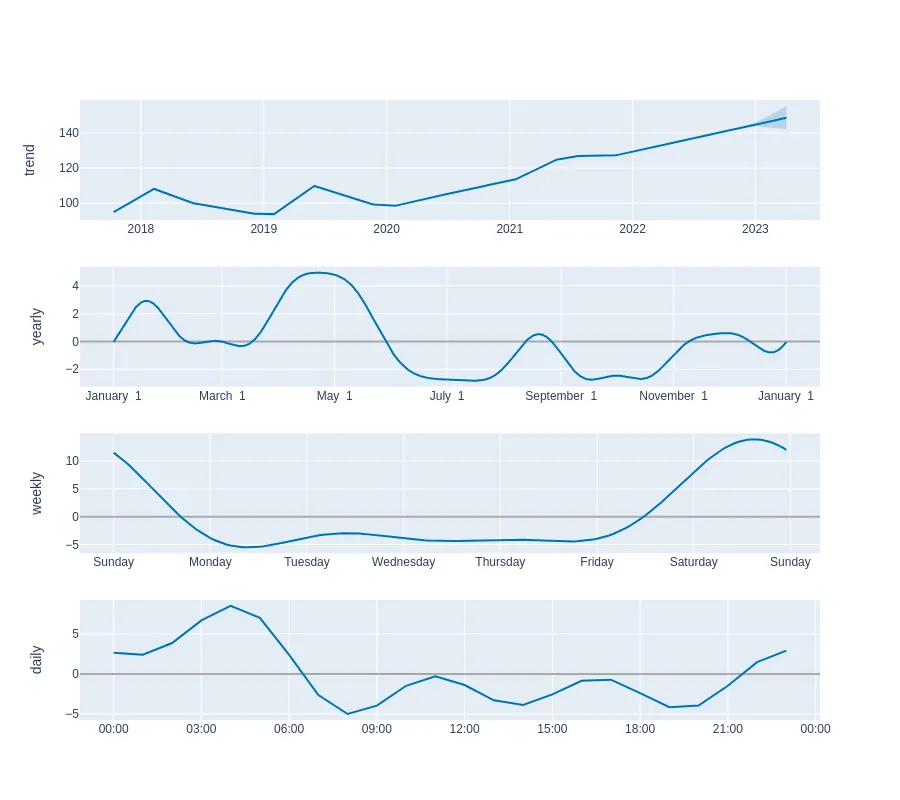 trend
140
120
100
2018 2019 2020 2021 2022 2023
yearly
4
2
0
−2
January 1 March 1 May 1 July 1 September 1 November 1 January 1
weekly
10
5
0
−5
Sunday Monday Tuesday Wednesday Thursday Friday Saturday Sunday
daily
5
0
−5
00:00 03:00 06:00 09:00 12:00 15:00 18:00 21:00 00:00